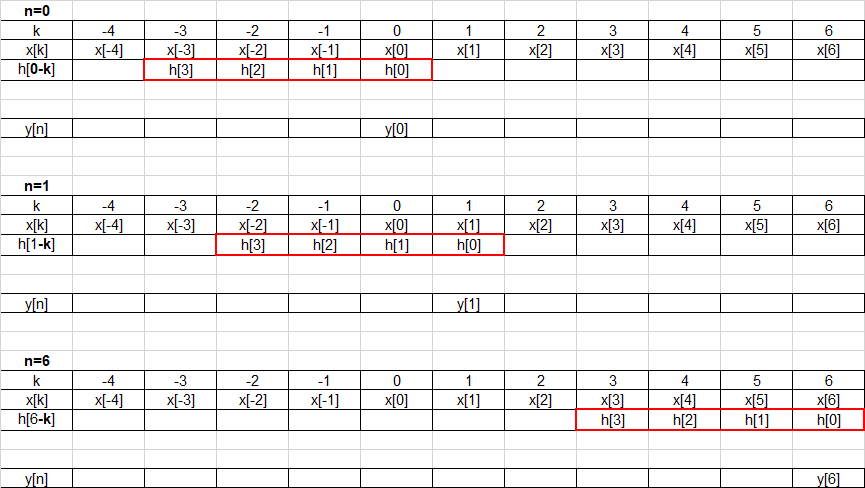 n=0
k -4 -3 -2 -1 0 1 2 3 4 5 6
x[k] x[-4] x[-3] x[-2] x[-1] x[0] x[1] x[2] x[3] x[4] x[5] x[6]
h[0-k] h[3] h[2] h[1] h[0]
y[n] y[0]
n=1
k -4 -3 -2 -1 0 1 2 3 4 5 6
x[k] x[-4] x[-3] x[-2] x[-1] x[0] x[1] x[2] x[3] x[4] x[5] x[6]
h[1-k] h[3] h[2] h[1] h[0]
y[n] y[1]
n=6
k -4 -3 -2 -1 0 1 2 3 4 5 6
x[k] x[-4] x[-3] x[-2] x[-1] x[0] x[1] x[2] x[3] x[4] x[5] x[6]
h[6-k] h[3] h[2] h[1] h[0]
y[n] y[6]